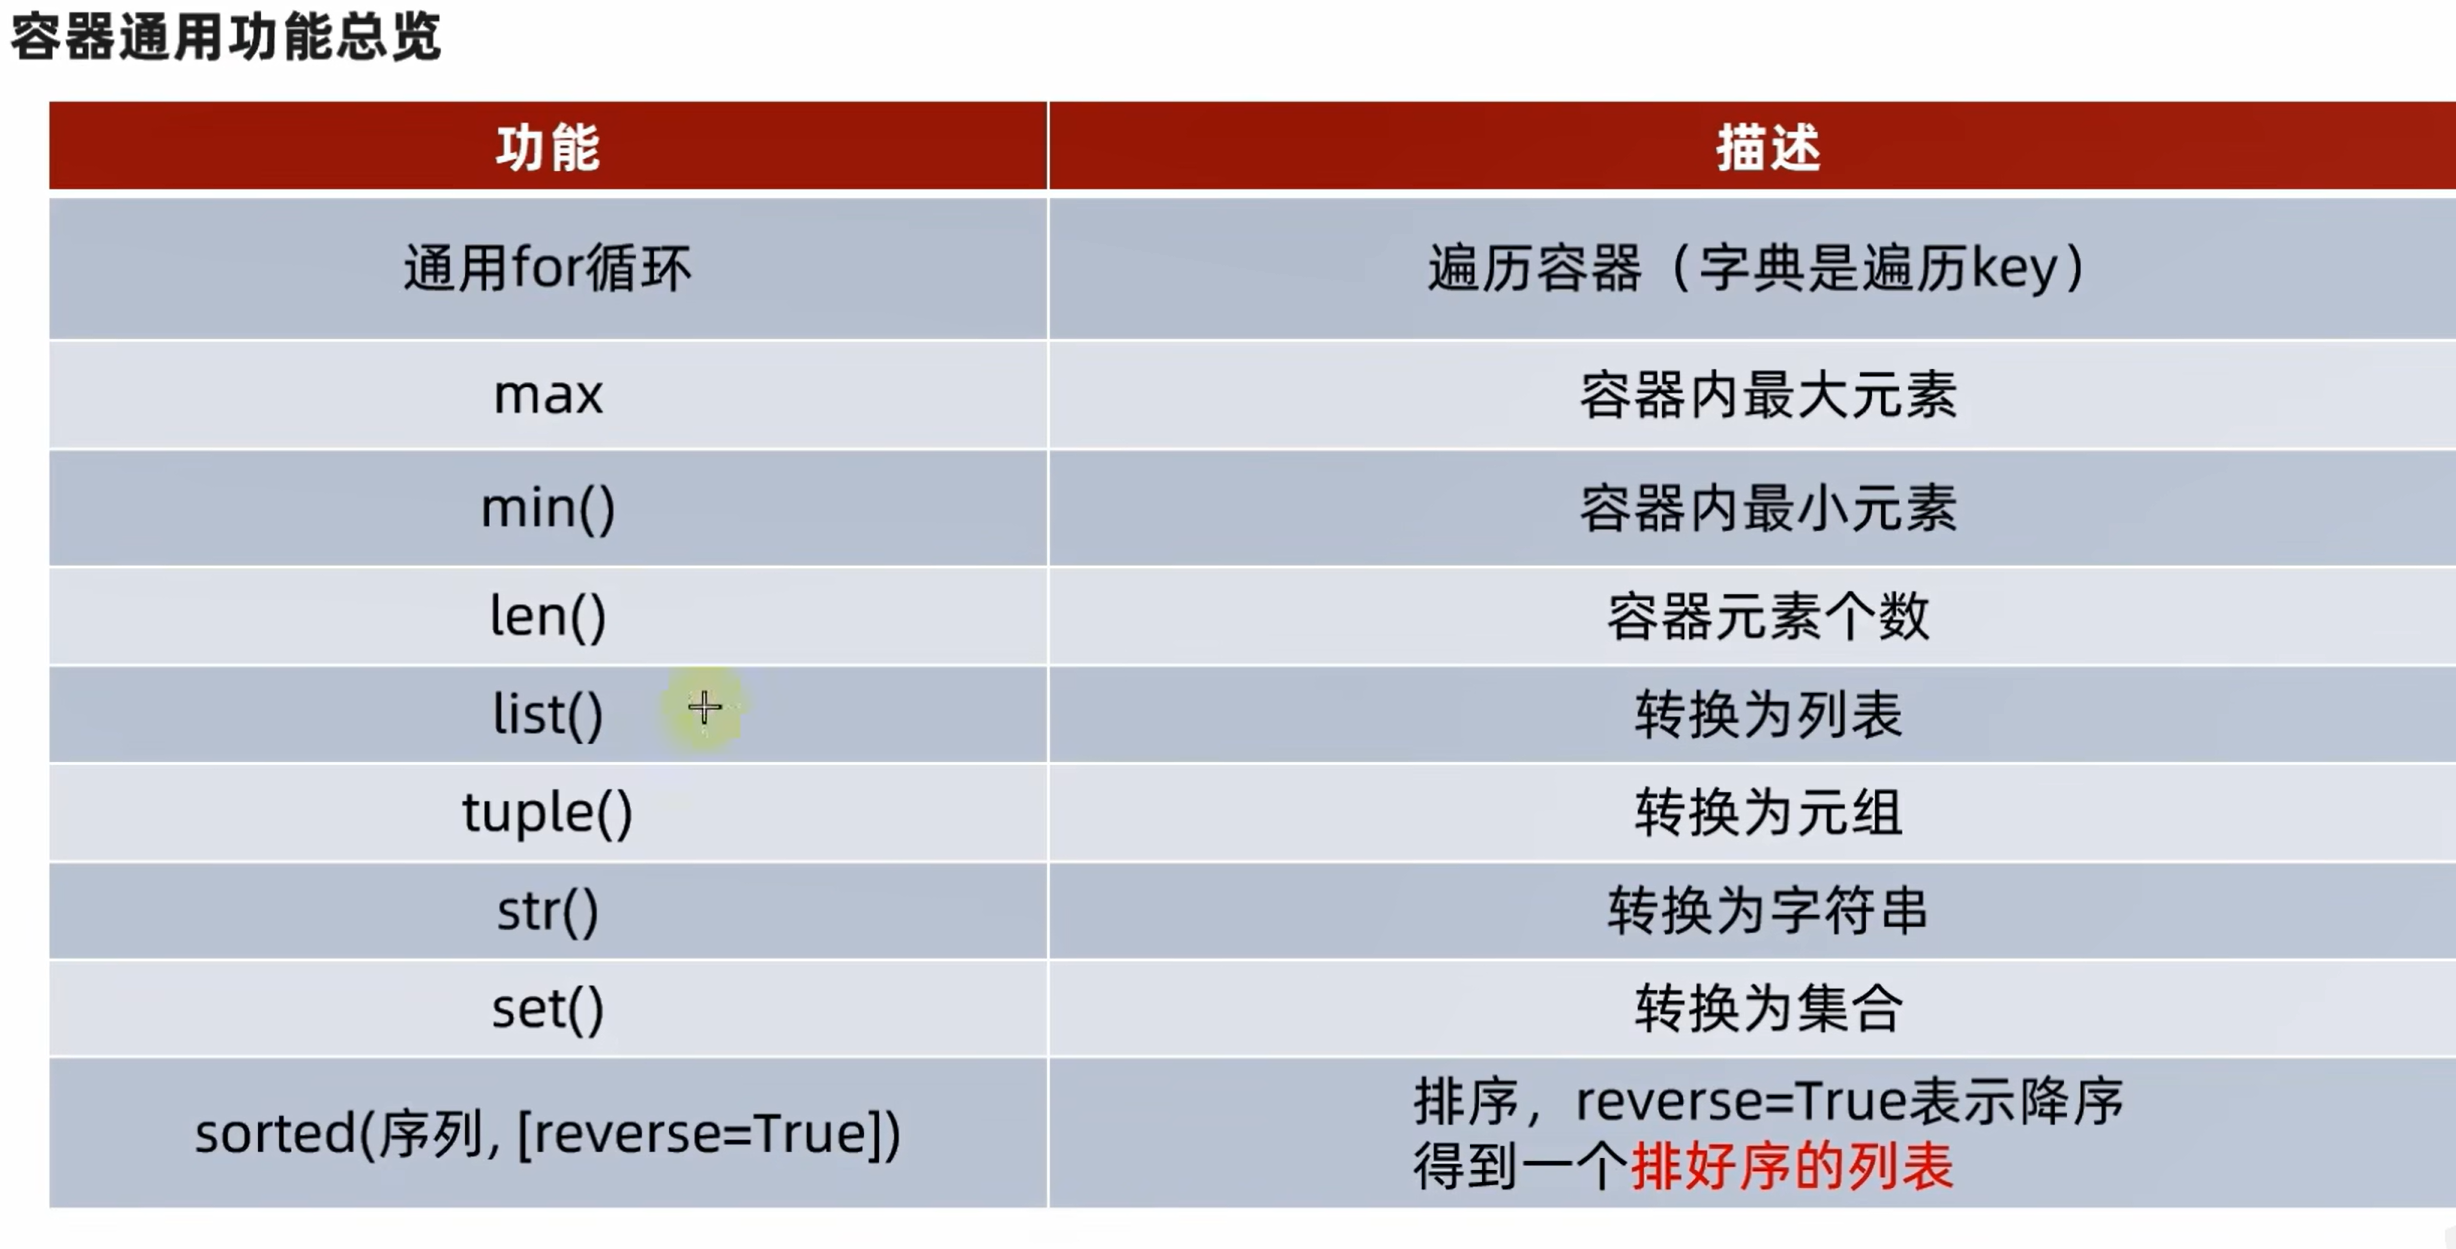 容器通用功能总览
功能
描述
通用for循环
遍历容器（字典是遍历key）
max
容器内最大元素
min()
容器内最小元素
len()
容器元素个数
list()
转换为列表
tuple()
转换为元组
str()
转换为字符串
set()
转换为集合
sorted(序列, [reverse=True])
排序，reverse=True表示降序
得到一个排好序的列表